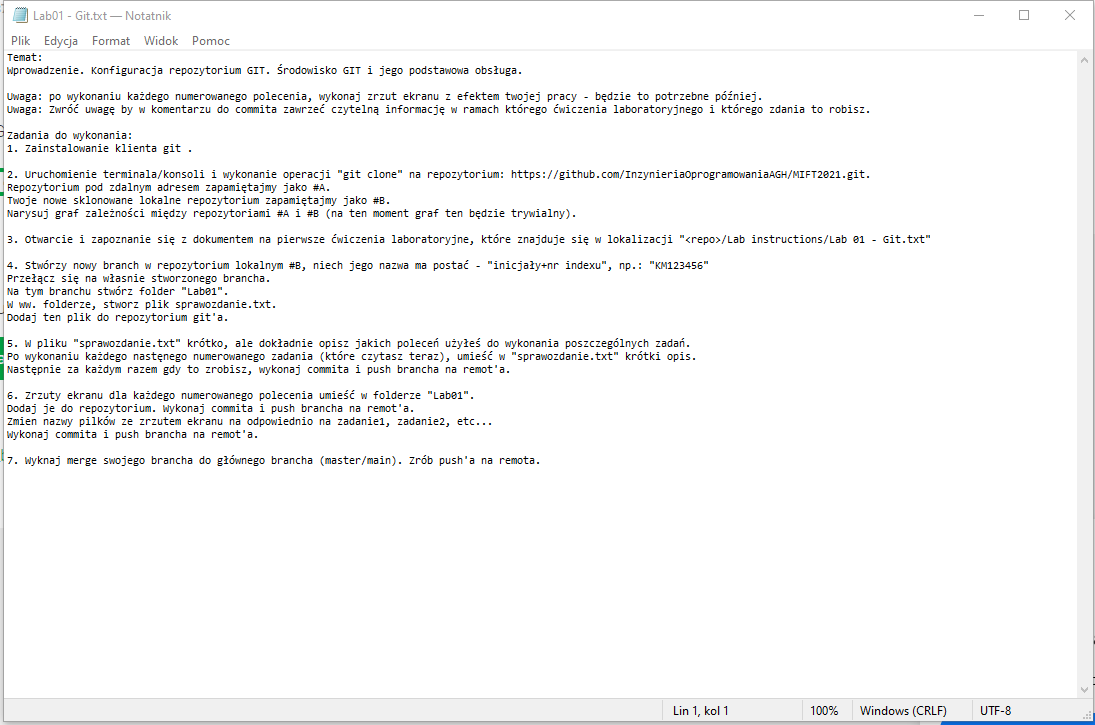 Lab01 - Git.txt — Notatnik
Plik Edycja Format Widok Pomoc
Temat:
Wprowadzenie. Konfiguracja repozytorium GIT. Środowisko GIT i jego podstawowa obsługa.
Uwaga: po wykonaniu każdego numerowanego polecenia, wykonaj zrzut ekranu z efektem twojej pracy - będzie to potrzebne później.
Uwaga: Zwróć uwagę by w komentarzu do commita zawrzeć czytelną informację w ramach którego ćwiczenia laboratoryjnego i którego zdania to robisz.
Zadania do wykonania:
1. Zainstalowanie klienta git .
2. Uruchomienie terminala/konsoli i wykonanie operacji "git clone" na repozytorium: https://github.com/InzynieriaOprogramowaniaAGH/MIFT2021.git.
Repozytorium pod zdalnym adresem zapamiętajmy jako #A.
Twoje nowe sklonowane lokalne repozytorium zapamiętajmy jako #B.
Narysuj graf zależności między repozytoriami #A i #B (na ten moment graf ten będzie trywialny).
3. Otwarcie i zapoznanie się z dokumentem na pierwsze ćwiczenia laboratoryjne, które znajduje się w lokalizacji "<repo>/Lab instructions/Lab 01 - Git.txt"
4. Stwórzy nowy branch w repozytorium lokalnym #B, niech jego nazwa ma postać - "inicjały+nr indexu", np.: "KM123456"
Przełącz się na własnie stworzonego brancha.
Na tym branchu stwórz folder "Lab01".
W ww. folderze, stworz plik sprawozdanie.txt.
Dodaj ten plik do repozytorium git'a.
5. W pliku "sprawozdanie.txt" krótko, ale dokładnie opisz jakich poleceń użyłeś do wykonania poszczególnych zadań.
Po wykonaniu każdego nastęnego numerowanego zadania (które czytasz teraz), umieść w "sprawozdanie.txt" krótki opis.
Następnie za każdym razem gdy to zrobisz, wykonaj commita i push brancha na remot'a.
6. Zrzuty ekranu dla każdego numerowanego polecenia umieść w folderze "Lab01".
Dodaj je do repozytorium. Wykonaj commita i push brancha na remot'a.
Zmien nazwy pilków ze zrzutem ekranu na odpowiednio na zadanie1, zadanie2, etc...
Wykonaj commita i push brancha na remot'a.
7. Wyknaj merge swojego brancha do głównego brancha (master/main). Zrób push'a na remota.
Lin 1, kol 1 100% Windows (CRLF) UTF-8